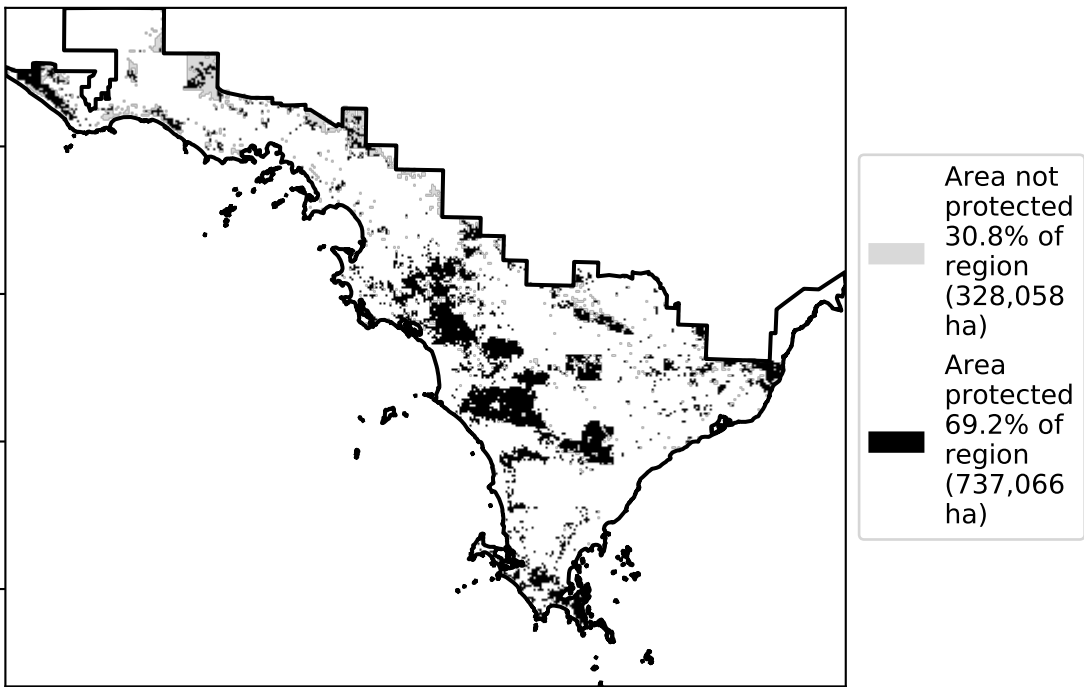 Area not
protected
30.8% of
region
(328,058
ha)
Area
protected
69.2% of
region
(737,066
ha)